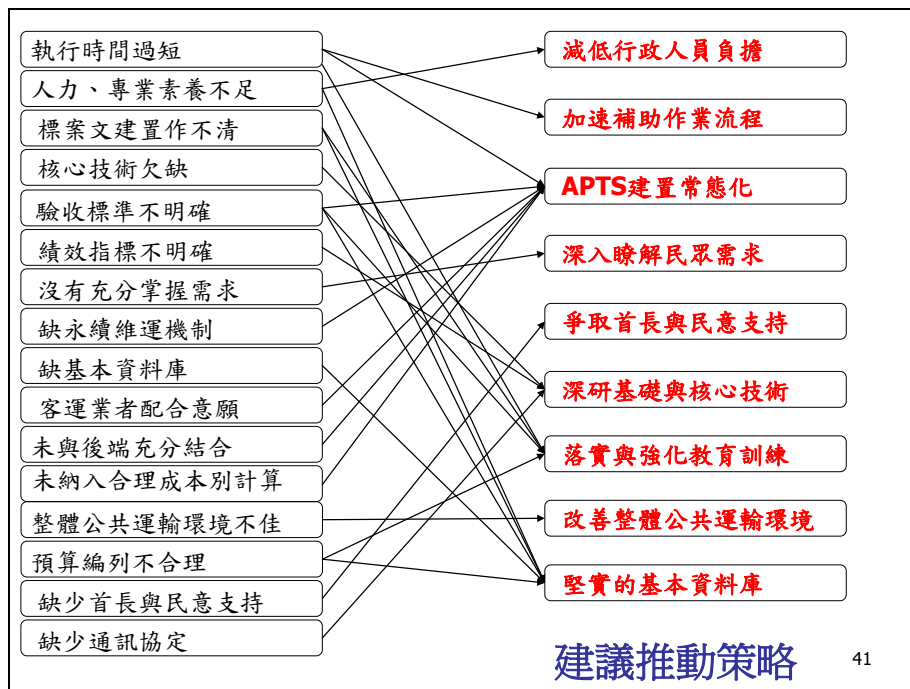 執行時間過短
人力、專業素養不足
標案文建置作不清
核心技術欠缺
驗收標準不明確
績效指標不明確
沒有充分掌握需求
缺永續維運機制
缺基本資料庫
客運業者配合意願
未與後端充分結合
未納入合理成本別計算
整體公共運輸環境不佳
預算編列不合理
缺少首長與民意支持
缺少通訊協定
減低行政人員負擔
加速補助作業流程
APTS建置常態化
深入瞭解民眾需求
爭取首長與民意支持
深研基礎與核心技術
落實與強化教育訓練
改善整體公共運輸環境
堅實的基本資料庫
建議推動策略
41